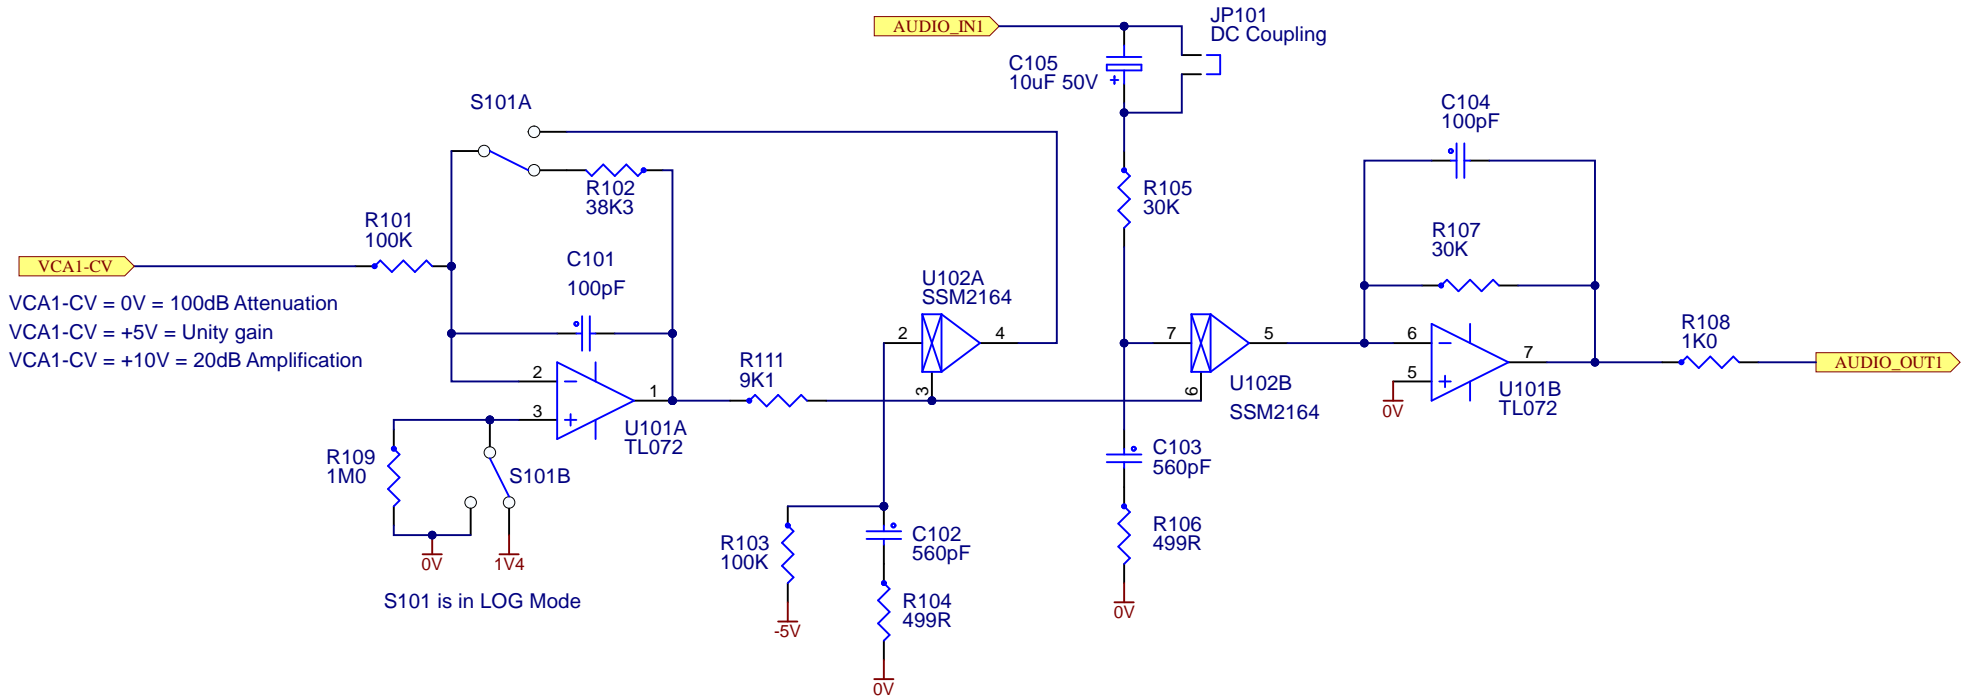 AUDIO_IN1
JP101
DC Coupling
C105
10uF 50V
+
S101A
C104
100pF
R102
38K3
R105
30K
R101
100K
R107
30K
VCA1-CV
C101
100pF
VCA1-CV = 0V = 100dB Attenuation
VCA1-CV = +5V = Unity gain
VCA1-CV = +10V = 20dB Amplification
U102A
SSM2164
2
4
3
7
5
6
U102B
SSM2164
R108
1K0
6
7
5
0V
U101B
TL072
AUDIO_OUT1
R111
9K1
2
1
3
U101A
TL072
R109
1M0
S101B
0V
1V4
S101 is in LOG Mode
C103
560pF
R106
499R
0V
R103
100K
-5V
C102
560pF
R104
499R
0V